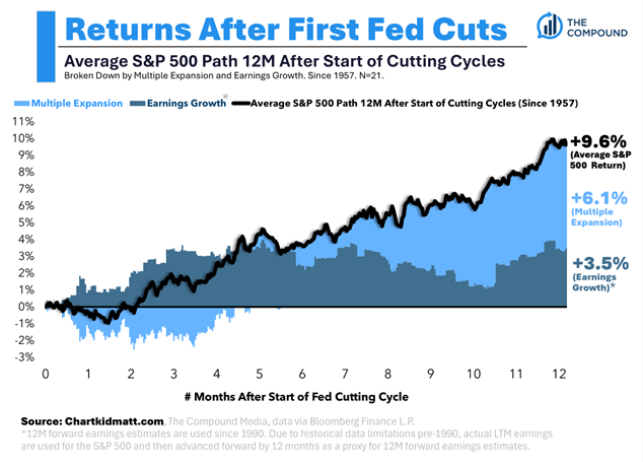 Returns After First Fed Cuts
THE
COMPOUND
Average S&P 500 Path 12M After Start of Cutting Cycles
Broken Down by Multiple Expansion and Earnings Growth. Since 1957. N=21.
Multiple Expansion Earnings Growth* Average S&P 500 Path 12M After Start of Cutting Cycles (Since 1957)
11%
10%
9%
8%
7%
6%
5%
4%
3%
2%
1%
0%
-1%
-2%
-3%
+9.6%
(Average S&P
500 Return)
+6.1%
(Multiple
Expansion)
+3.5%
(Earnings
Growth)*
0 1 2 3 4 5 6 7 8 9 10 11 12
# Months After Start of Fed Cutting Cycle
Source: Chartkidmatt.com, The Compound Media, data via Bloomberg Finance L.P.
*12M forward earnings estimates are used since 1990. Due to historical data limitations pre-1990, actual LTM earnings
are used for the S&P 500 and then advanced forward by 12 months as a proxy for 12M forward earnings estimates.